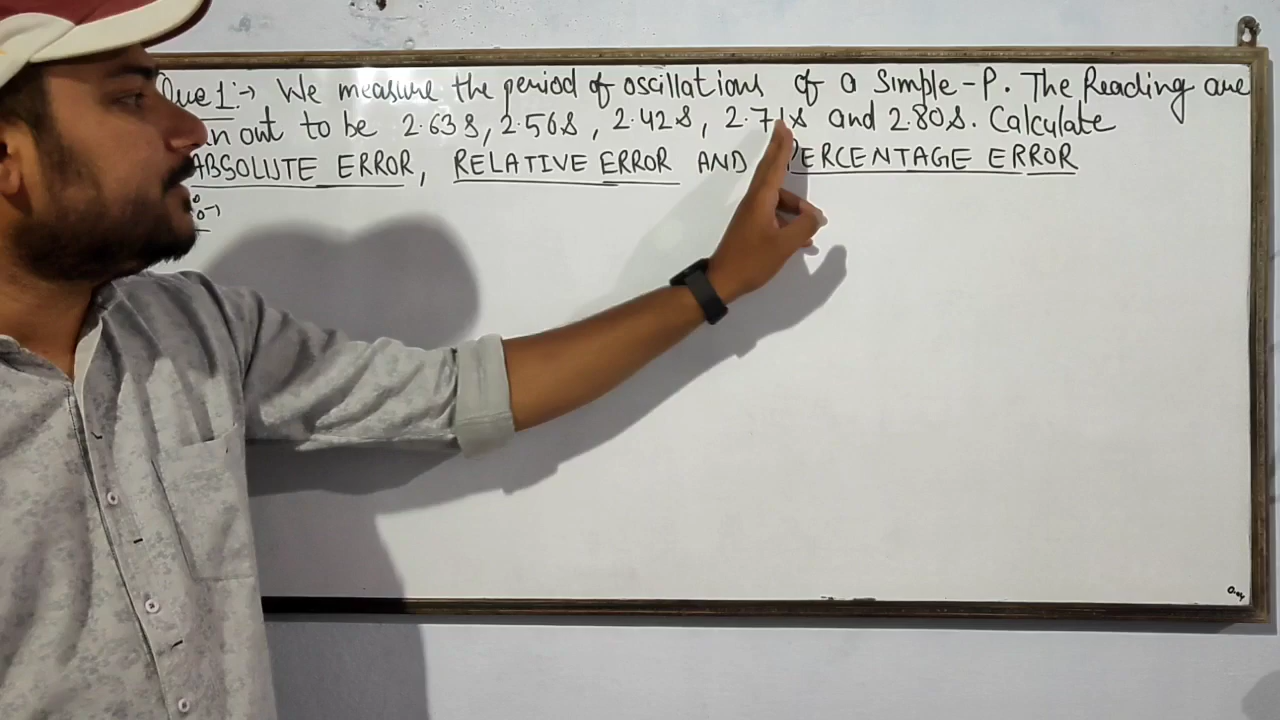 Que 1:→ We measure the period of oscillations of a Simple-P. The Reading are
n out to be 2.63s, 2.56s, 2.42s, 2.71s and 2.80s. Calculate
ABSOLUTE ERROR, RELATIVE ERROR AND PERCENTAGE ERROR